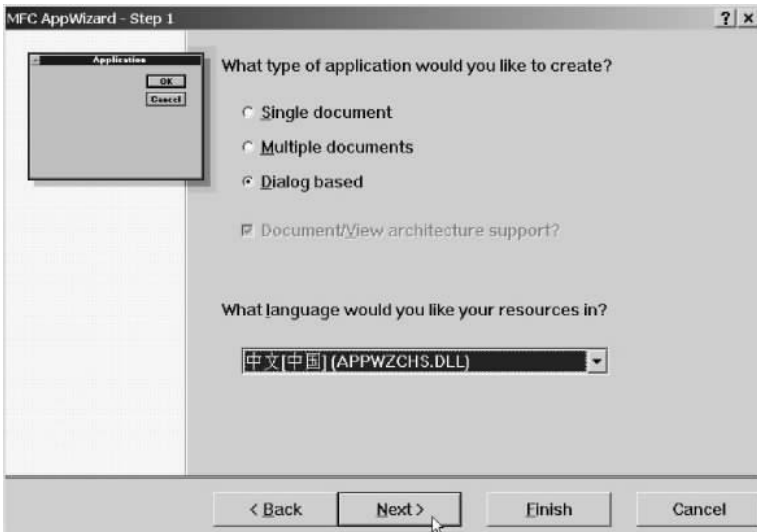 MFC AppWizard - Step 1
? ×
Application
OK
Cancel
What type of application would you like to create?
Single document
Multiple documents
Dialog based
Document/View architecture support?
What language would you like your resources in?
中文[中国] (APPWZCHS.DLL)
< Back
Next >
Finish
Cancel